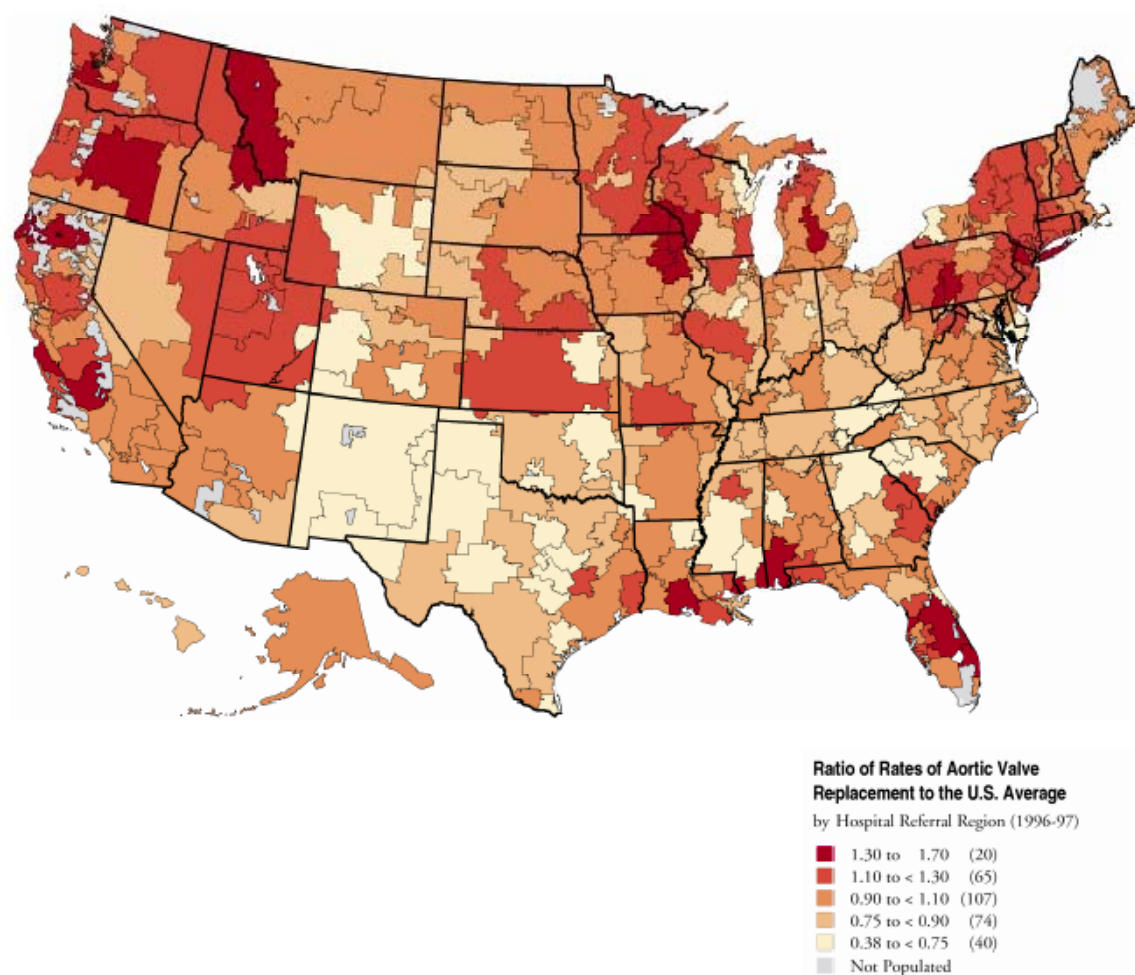 Ratio of Rates of Aortic Valve
Replacement to the U.S. Average
by Hospital Referral Region (1996-97)
1.30 to 1.70 (20)
1.10 to < 1.30 (65)
0.90 to < 1.10 (107)
0.75 to < 0.90 (74)
0.38 to < 0.75 (40)
Not Populated